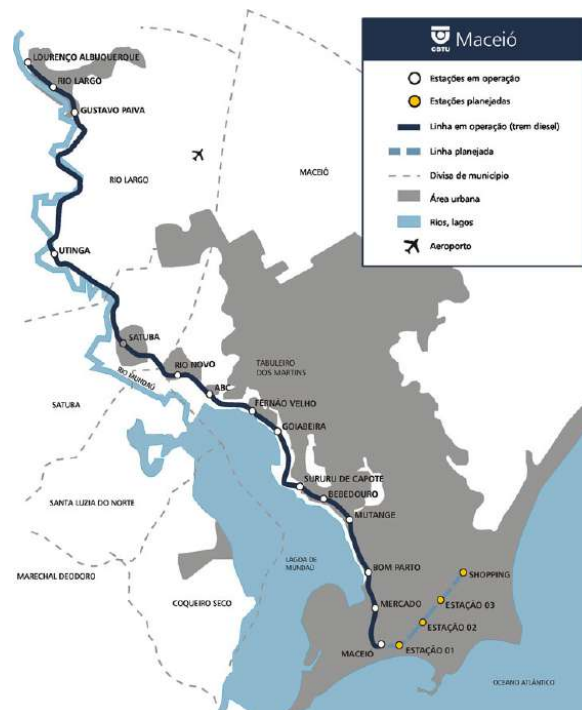 CBTU Maceió
Estações em operação
Estações planejadas
Linha em operação (trem diesel)
Linha planejada
Divisa de município
Área urbana
Rios, lagos
Aeroporto
LOURENÇO ALBUQUERQUE
RIO LARGO
GUSTAVO PAIVA
RIO LARGO
MACEIÓ
UTINGA
SATUBA
RIO NOVO
TABULEIRO
DOS MARTINS
RIO MUNDAÚ
ABC
SATUBA
FERNÃO VELHO
GOIABEIRA
SURURU DE CAPOTE
BEBEDOURO
SANTA LUZIA DO NORTE
MUTANGE
LAGOA DE
MUNDAÚ
BOM PARTO
SHOPPING
MARECHAL DEODORO
COQUEIRO SECO
MERCADO
ESTAÇÃO 03
ESTAÇÃO 02
MACEIÓ
ESTAÇÃO 01
OCEANO ATLÂNTICO